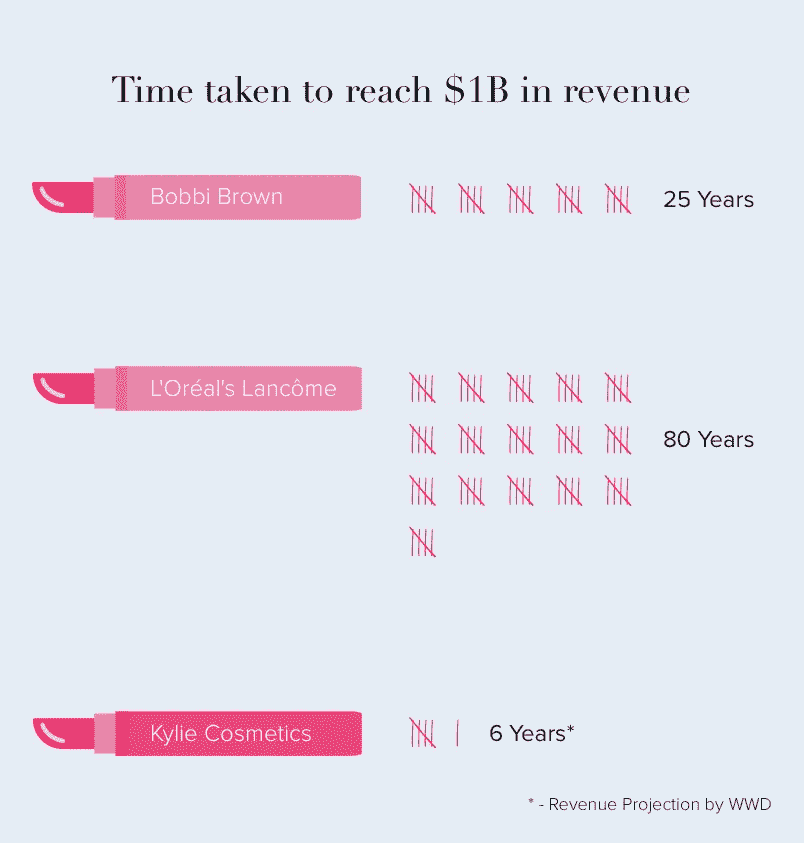 Time taken to reach $1B in revenue
Bobbi Brown
25 Years
L'Oréal's Lancôme
80 Years
Kylie Cosmetics
6 Years*
* - Revenue Projection by WWD